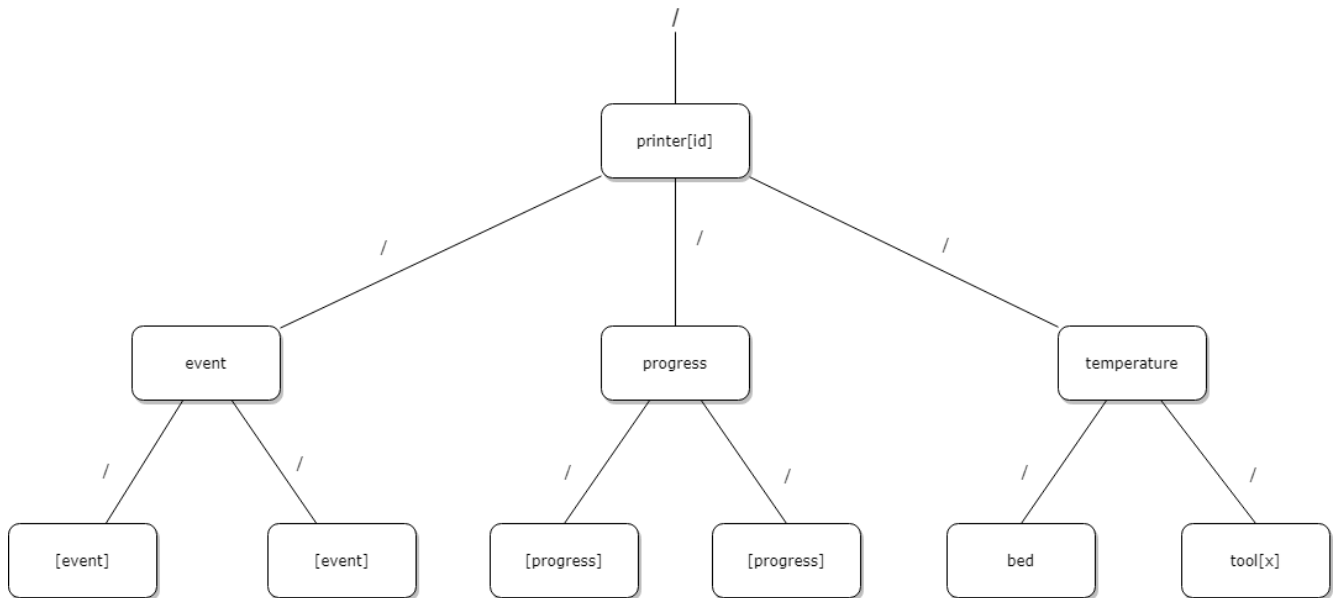 /
printer[id]
/
/
/
event
progress
temperature
/
/
/
/
/
/
[event]
[event]
[progress]
[progress]
bed
tool[x]